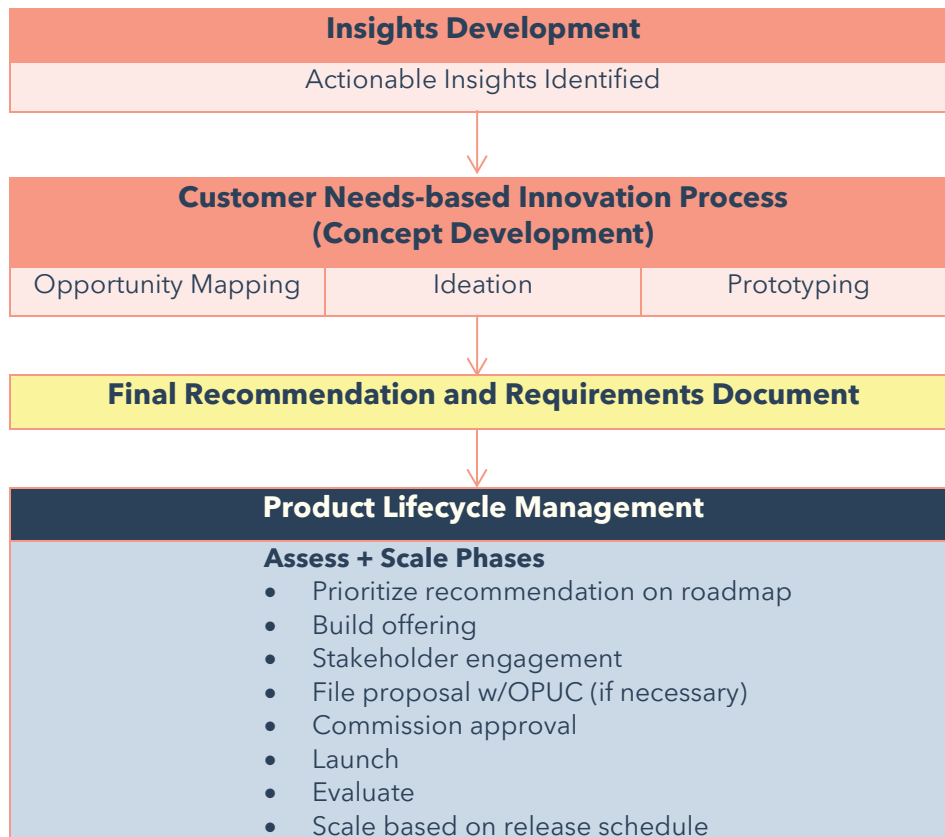 Insights Development
Actionable Insights Identified
Customer Needs-based Innovation Process
(Concept Development)
Opportunity Mapping Ideation Prototyping
Final Recommendation and Requirements Document
Product Lifecycle Management
Assess + Scale Phases
• Prioritize recommendation on roadmap
• Build offering
• Stakeholder engagement
• File proposal w/OPUC (if necessary)
• Commission approval
• Launch
• Evaluate
• Scale based on release schedule